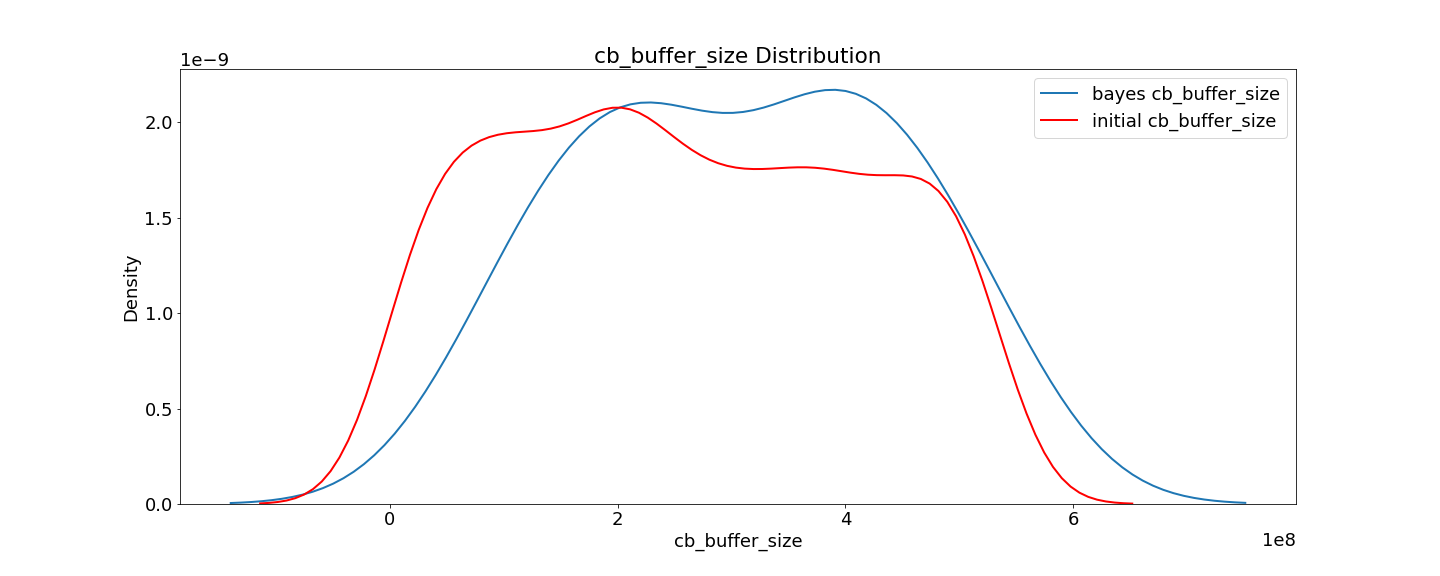 cb_buffer_size Distribution
1e−9
bayes cb_buffer_size
initial cb_buffer_size
2.0
1.5
1.0
0.5
0.0
Density
0 2 4 6
cb_buffer_size
1e8